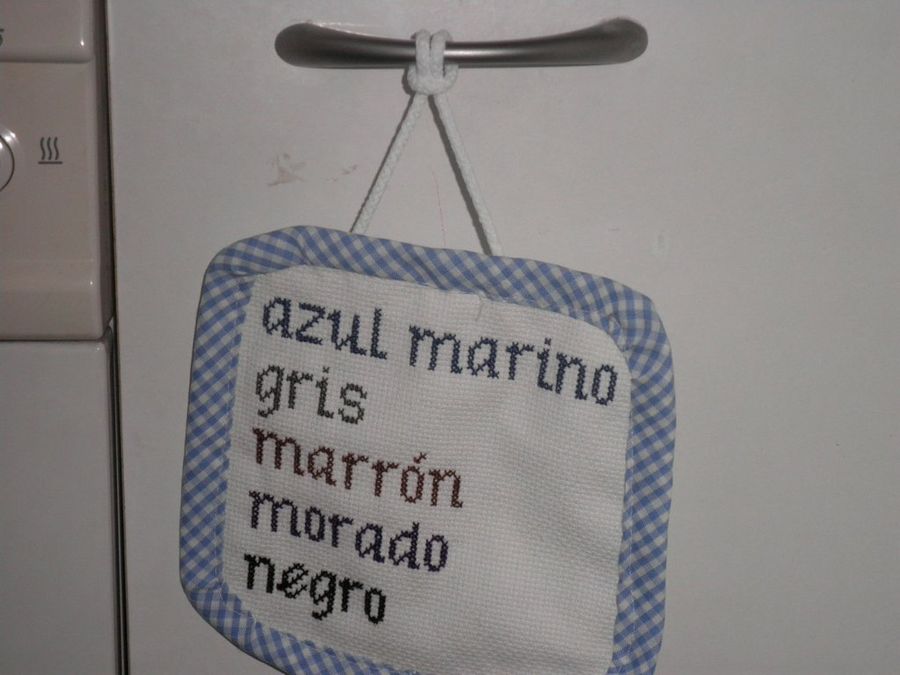 azul marino
gris
marrón
morado
negro